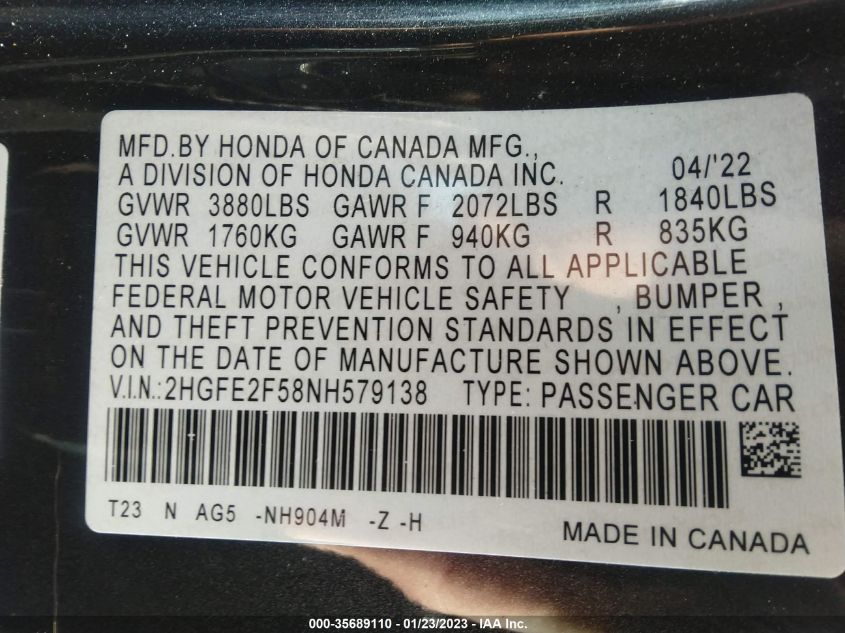 MFD.BY HONDA OF CANADA MFG.,
A DIVISION OF HONDA CANADA INC. 04/'22
GVWR 3880LBS GAWR F 2072LBS R 1840LBS
GVWR 1760KG GAWR F 940KG R 835KG
THIS VEHICLE CONFORMS TO ALL APPLICABLE
FEDERAL MOTOR VEHICLE SAFETY , BUMPER ,
AND THEFT PREVENTION STANDARDS IN EFFECT
ON THE DATE OF MANUFACTURE SHOWN ABOVE.
V.I.N.:2HGFE2F58NH579138 TYPE: PASSENGER CAR
T23 N AG5 -NH904M -Z -H
MADE IN CANADA
000-35689110 - 01/23/2023 - IAA Inc.